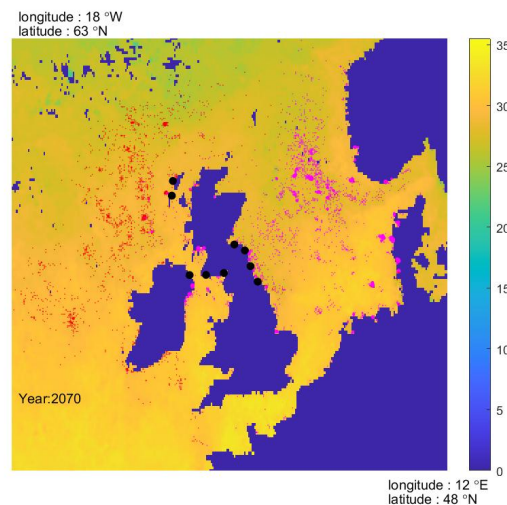 longitude : 18 °W
latitude : 63 °N
35
30
25
20
15
10
5
0
Year:2070
longitude : 12 °E
latitude : 48 °N